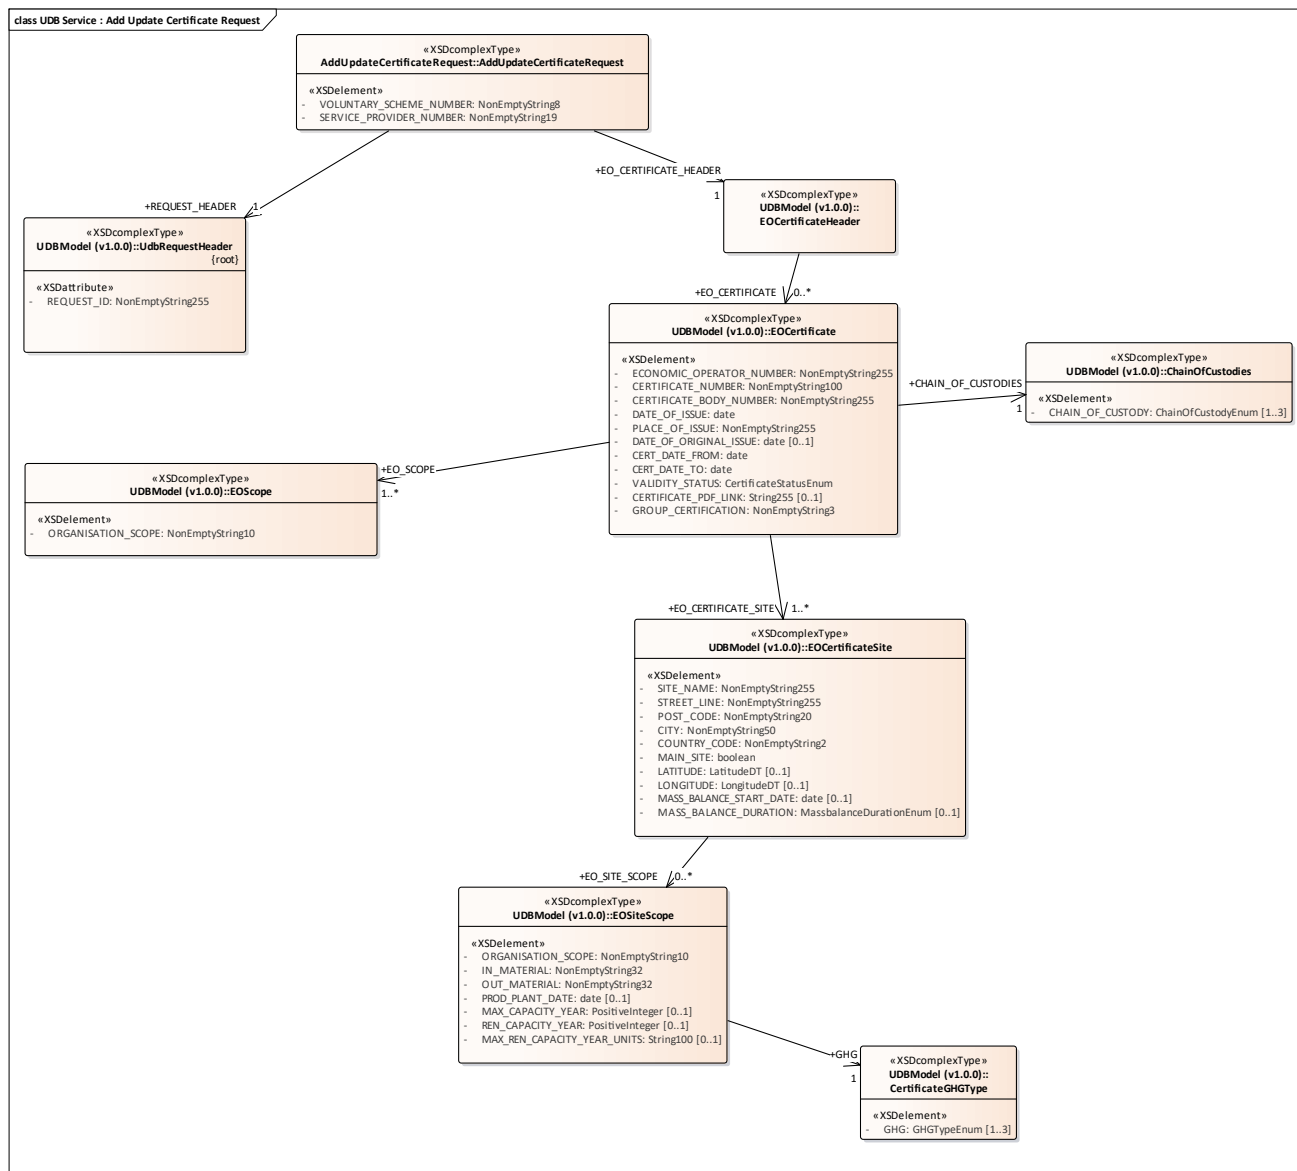 class UDB Service : Add Update Certificate Request
«XSDcomplexType»
AddUpdateCertificateRequest::AddUpdateCertificateRequest
«XSDelement»
- VOLUNTARY_SCHEME_NUMBER: NonEmptyString8
- SERVICE_PROVIDER_NUMBER: NonEmptyString19
+EO_CERTIFICATE_HEADER
1
«XSDcomplexType»
UDBModel (v1.0.0)::
EOCertificateHeader
+REQUEST_HEADER
1
«XSDcomplexType»
UDBModel (v1.0.0)::UdbRequestHeader
{root}
«XSDattribute»
- REQUEST_ID: NonEmptyString255
+EO_CERTIFICATE
0..*
«XSDcomplexType»
UDBModel (v1.0.0)::EOCertificate
«XSDelement»
- ECONOMIC_OPERATOR_NUMBER: NonEmptyString255
- CERTIFICATE_NUMBER: NonEmptyString100
- CERTIFICATE_BODY_NUMBER: NonEmptyString255
- DATE_OF_ISSUE: date
- PLACE_OF_ISSUE: NonEmptyString255
- DATE_OF_ORIGINAL_ISSUE: date [0..1]
- CERT_DATE_FROM: date
- CERT_DATE_TO: date
- VALIDITY_STATUS: CertificateStatusEnum
- CERTIFICATE_PDF_LINK: String255 [0..1]
- GROUP_CERTIFICATION: NonEmptyString3
+CHAIN_OF_CUSTODIES
1
«XSDcomplexType»
UDBModel (v1.0.0)::ChainOfCustodies
«XSDelement»
- CHAIN_OF_CUSTODY: ChainOfCustodyEnum [1..3]
+EO_SCOPE
1..*
«XSDcomplexType»
UDBModel (v1.0.0)::EOScope
«XSDelement»
- ORGANISATION_SCOPE: NonEmptyString10
+EO_CERTIFICATE_SITE
1..*
«XSDcomplexType»
UDBModel (v1.0.0)::EOCertificateSite
«XSDelement»
- SITE_NAME: NonEmptyString255
- STREET_LINE: NonEmptyString255
- POST_CODE: NonEmptyString20
- CITY: NonEmptyString50
- COUNTRY_CODE: NonEmptyString2
- MAIN_SITE: boolean
- LATITUDE: LatitudeDT [0..1]
- LONGITUDE: LongitudeDT [0..1]
- MASS_BALANCE_START_DATE: date [0..1]
- MASS_BALANCE_DURATION: MassbalanceDurationEnum [0..1]
+EO_SITE_SCOPE
0..*
«XSDcomplexType»
UDBModel (v1.0.0)::EOSiteScope
«XSDelement»
- ORGANISATION_SCOPE: NonEmptyString10
- IN_MATERIAL: NonEmptyString32
- OUT_MATERIAL: NonEmptyString32
- PROD_PLANT_DATE: date [0..1]
- MAX_CAPACITY_YEAR: PositiveInteger [0..1]
- REN_CAPACITY_YEAR: PositiveInteger [0..1]
- MAX_REN_CAPACITY_YEAR_UNITS: String100 [0..1]
+GHG
1
«XSDcomplexType»
UDBModel (v1.0.0)::
CertificateGHGType
«XSDelement»
- GHG: GHGTypeEnum [1..3]